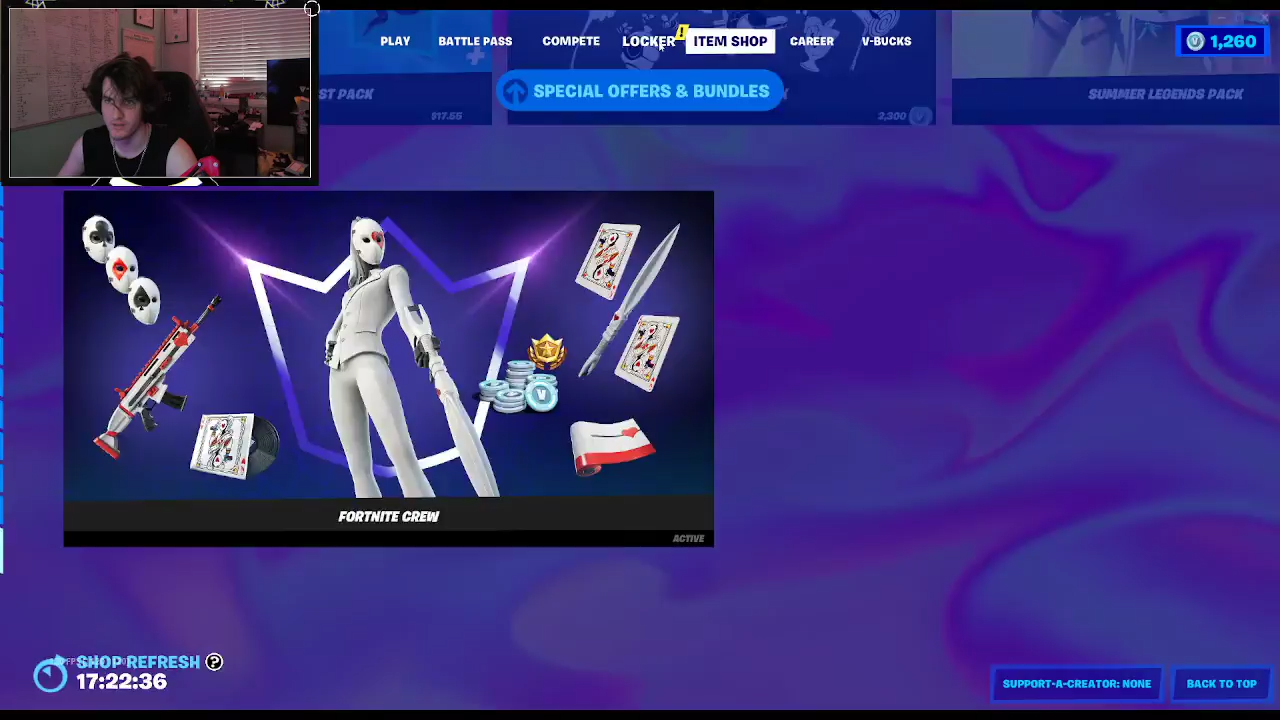 PLAY
BATTLE PASS
COMPETE
LOCKER
ITEM SHOP
CAREER
V-BUCKS
1,260
SPECIAL OFFERS & BUNDLES
ST PACK
$17.55
2,300
SUMMER LEGENDS PACK
FORTNITE CREW
ACTIVE
SHOP REFRESH ?
17:22:36
SUPPORT-A-CREATOR: NONE
BACK TO TOP